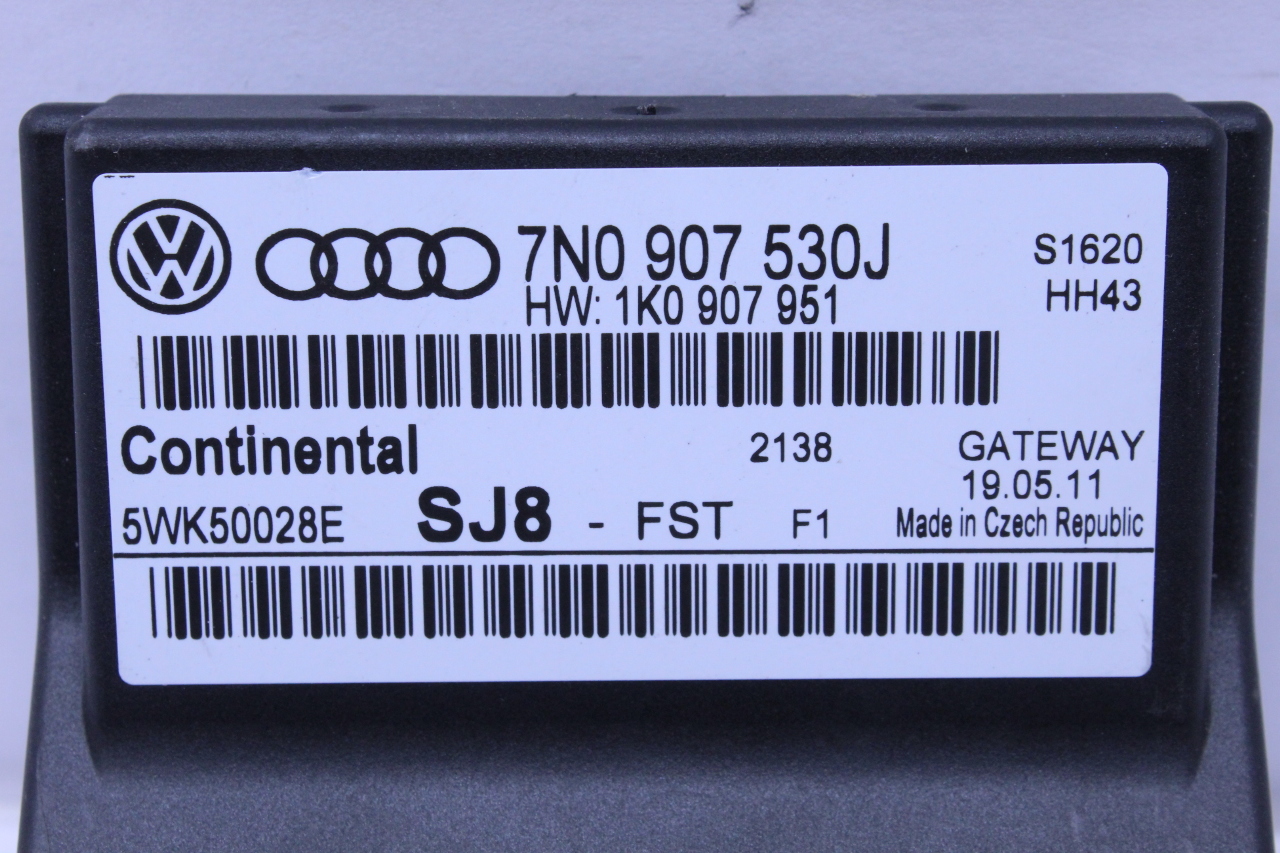 7N0 907 530J
S1620
HW: 1K0 907 951
HH43
Continental
2138
GATEWAY
19.05.11
5WK50028E
SJ8 - FST F1
Made in Czech Republic